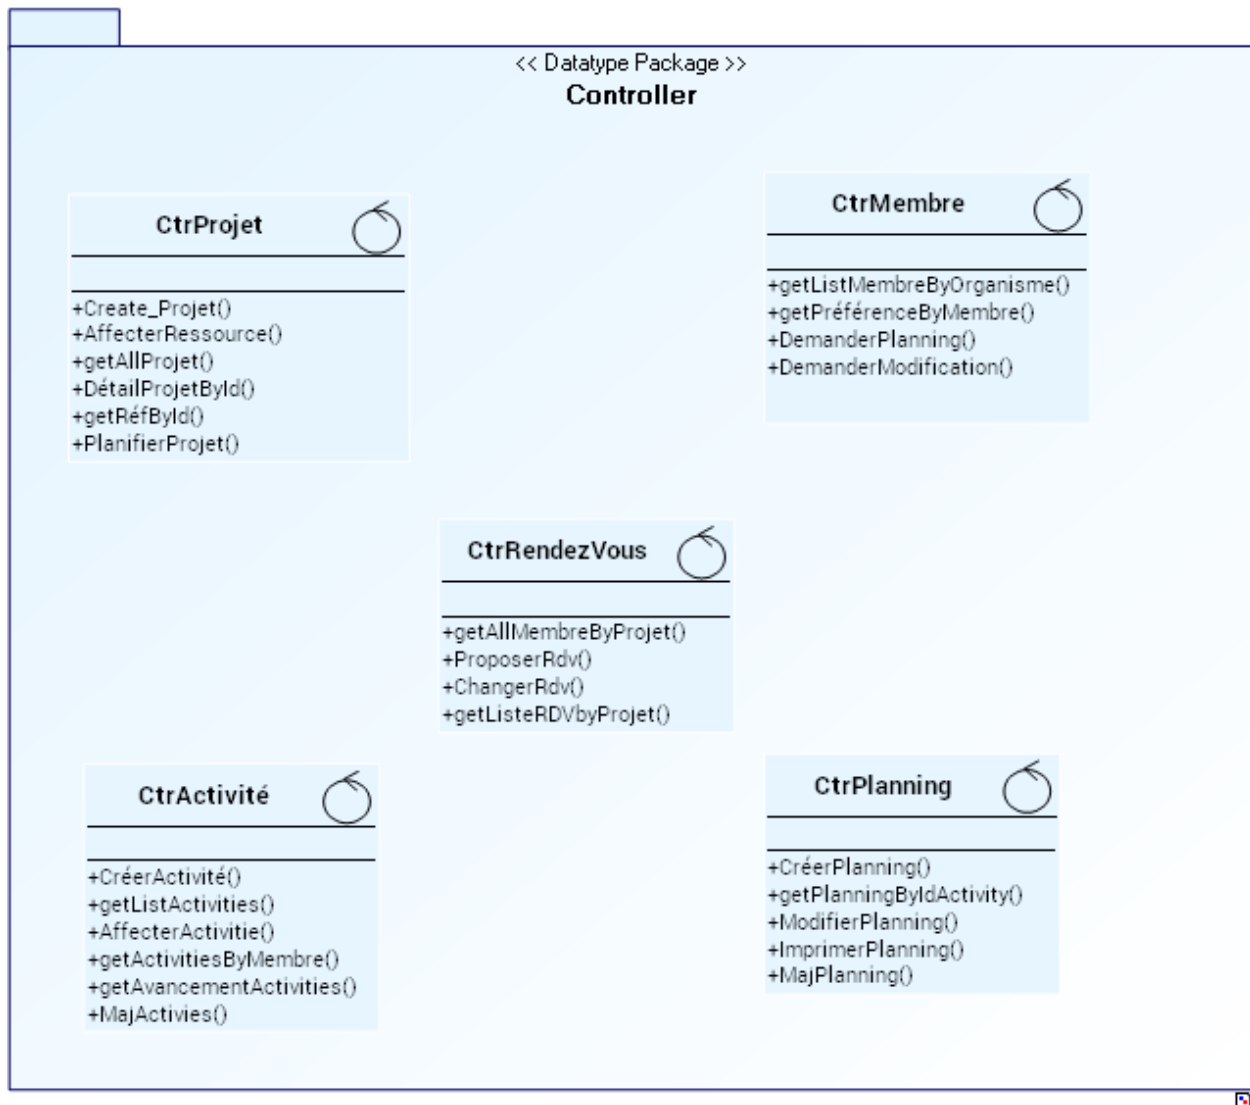 << Datatype Package >>
Controller
CtrProjet
+Create_Projet()
+AffecterRessource()
+getAllProjet()
+DétailProjetById()
+getRéfById()
+PlanifierProjet()
CtrMembre
+getListMembreByOrganisme()
+getPréférenceByMembre()
+DemanderPlanning()
+DemanderModification()
CtrRendezVous
+getAllMembreByProjet()
+ProposerRdv()
+ChangerRdv()
+getListeRDVbyProjet()
CtrActivité
+CréerActivité()
+getListActivities()
+AffecterActivitie()
+getActivitiesByMembre()
+getAvancementActivities()
+MajActivies()
CtrPlanning
+CréerPlanning()
+getPlanningByIdActivity()
+ModifierPlanning()
+ImprimerPlanning()
+MajPlanning()